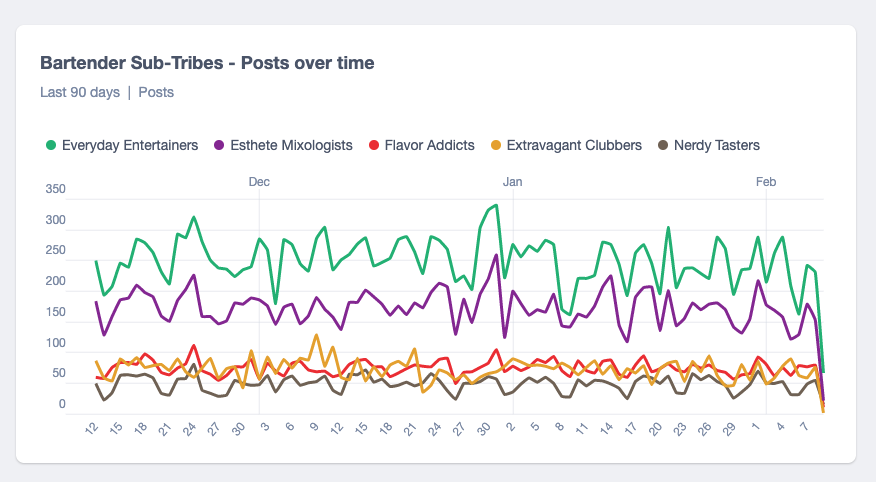 Bartender Sub-Tribes - Posts over time
Last 90 days | Posts
Everyday Entertainers Esthete Mixologists Flavor Addicts Extravagant Clubbers Nerdy Tasters
Dec Jan Feb
350
300
250
200
150
100
50
0
12 15 18 21 24 27 30 3 6 9 12 15 18 21 24 27 30 2 5 8 11 14 17 20 23 26 29 1 4 7